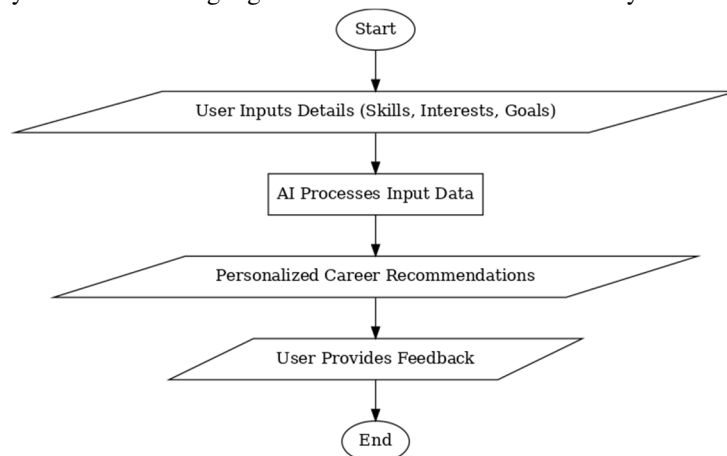 Start
User Inputs Details (Skills, Interests, Goals)
AI Processes Input Data
Personalized Career Recommendations
User Provides Feedback
End